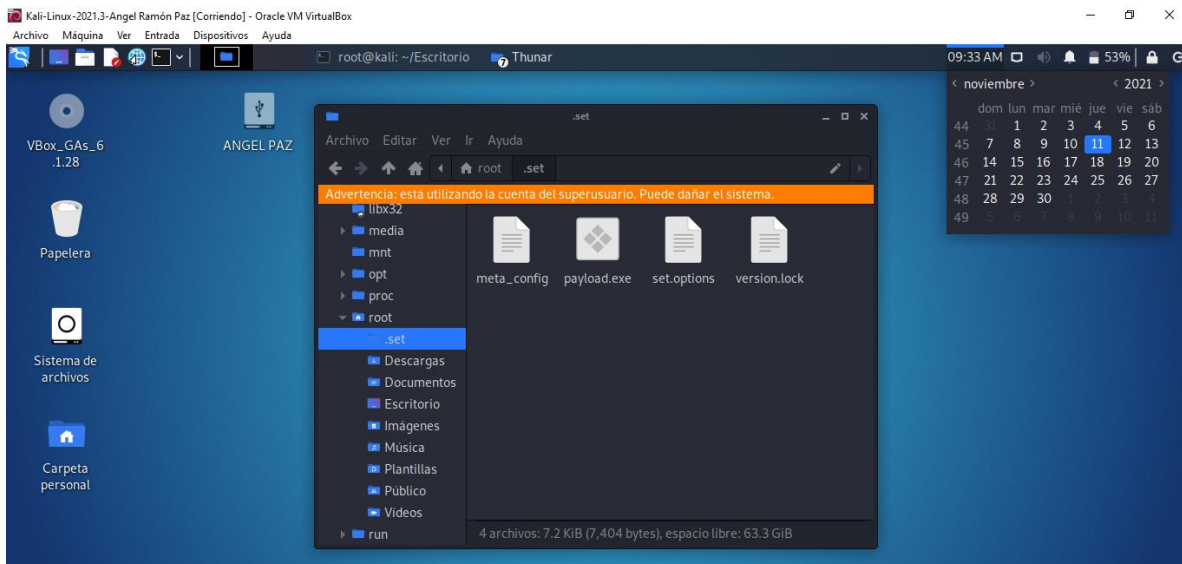 Kali-Linux-2021.3-Angel Ramón Paz [Corriendo] - Oracle VM VirtualBox
Archivo Máquina Ver Entrada Dispositivos Ayuda
root@kali: ~/Escritorio
7 Thunar
09:33 AM
53%
G
VBox_GAs_6
.1.28
ANGEL PAZ
Papelera
Sistema de
archivos
Carpeta
personal
.set
Archivo Editar Ver Ir Ayuda
root .set
Advertencia: está utilizando la cuenta del superusuario. Puede dañar el sistema.
libx32
media
mnt
opt
proc
root
.set
Descargas
Documentos
Escritorio
Imágenes
Música
Plantillas
Público
Vídeos
run
meta_config payload.exe set.options version.lock
4 archivos: 7.2 KiB (7,404 bytes), espacio libre: 63.3 GiB
< noviembre > < 2021 >
dom lun mar mié jue vie sáb
44 31 1 2 3 4 5 6
45 7 8 9 10 11 12 13
46 14 15 16 17 18 19 20
47 21 22 23 24 25 26 27
48 28 29 30 1 2 3 4
49 5 6 7 8 9 10 11